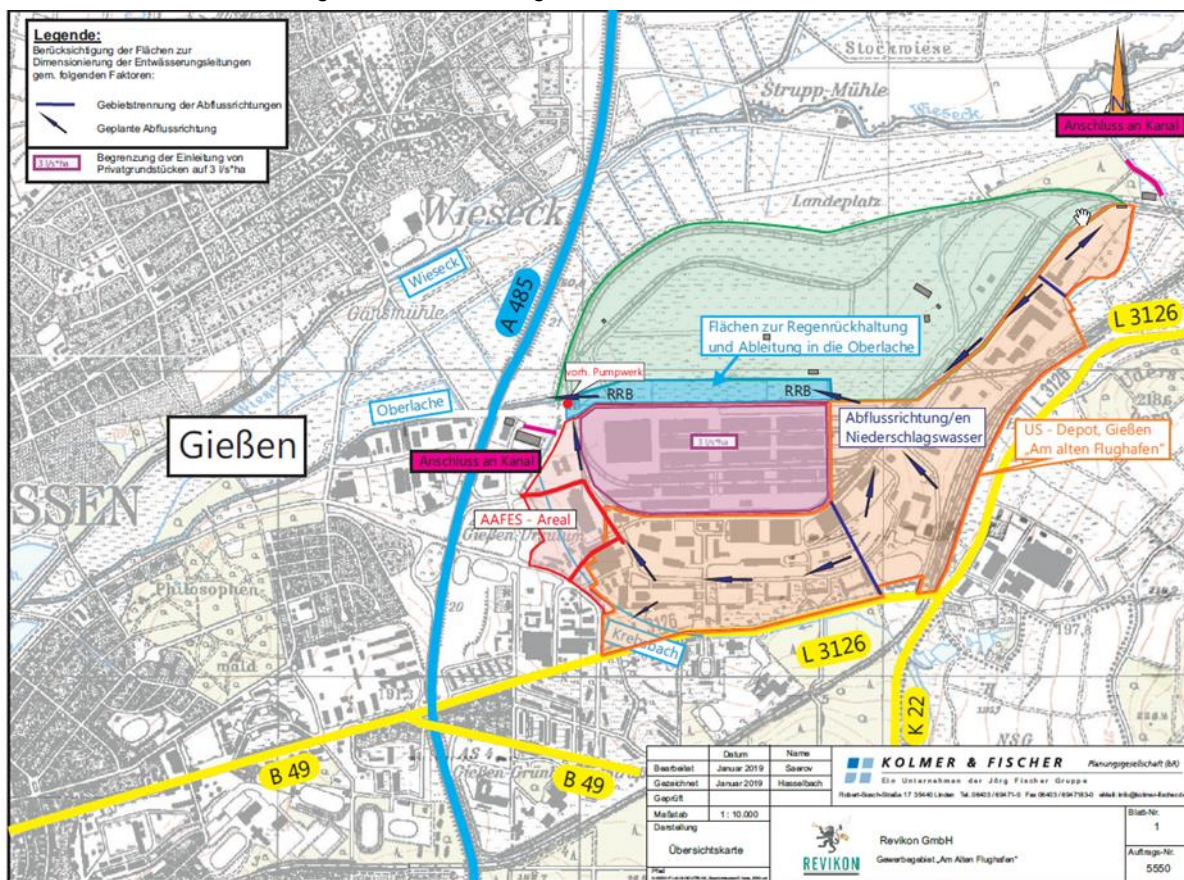 Legende:
Berücksichtigung der Flächen zur
Dimensionierung der Entwässerungsleitungen
gem. folgenden Faktoren:
Gebietstrennung der Abflussrichtungen
Geplante Abflussrichtung
3 l/s*ha
Begrenzung der Einleitung von
Privatgrundstücken auf 3 l/s*ha
Stockwiese
Strupp-Mühle
Wieseck
N
Anschluss an Kanal
Landeplatz
Wieseck
Wieseck
Gänsmühle
A 485
L 3126
Flächen zur Regenrückhaltung
und Ableitung in die Oberlache
vorh. Pumpwerk
RRB
RRB
Oberlache
Wieseck
L 3126
Gießen
Abflussrichtung/en
Niederschlagswasser
US - Depot, Gießen
„Am alten Flughafen"
3 l/s*ha
Anschluss an Kanal
SSEN
AAFES - Areal
Gießen
Philosophen
wald
Krebsbach
L 3126
K 22
NSG
B 49
AS
Gießen
B 49
Datum
Name
Bearbeitet
Januar 2019
Gezeichnet
Januar 2019
Hasselbach
Geprüft
Maßstab
1 : 10.000
Darstellung
Übersichtskarte
Pfad
KOLMER & FISCHER Planungsgesellschaft (bR)
Ein Unternehmen der Jörg Fischer Gruppe
REVIKON
Revikon GmbH
Gewerbegebiet „Am Alten Flughafen"
Blatt-Nr.
1
Auftrags-Nr.
5550